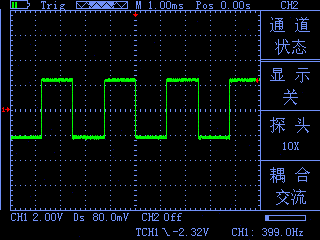 Trig M 1.00ms Pos 0.00s CH2
通道
状态
显示
关
探头
10X
耦合
交流
1
CH1 2.00V Ds 80.0mV CH2 Off
TCH1 -2.32V CH1: 399.0Hz